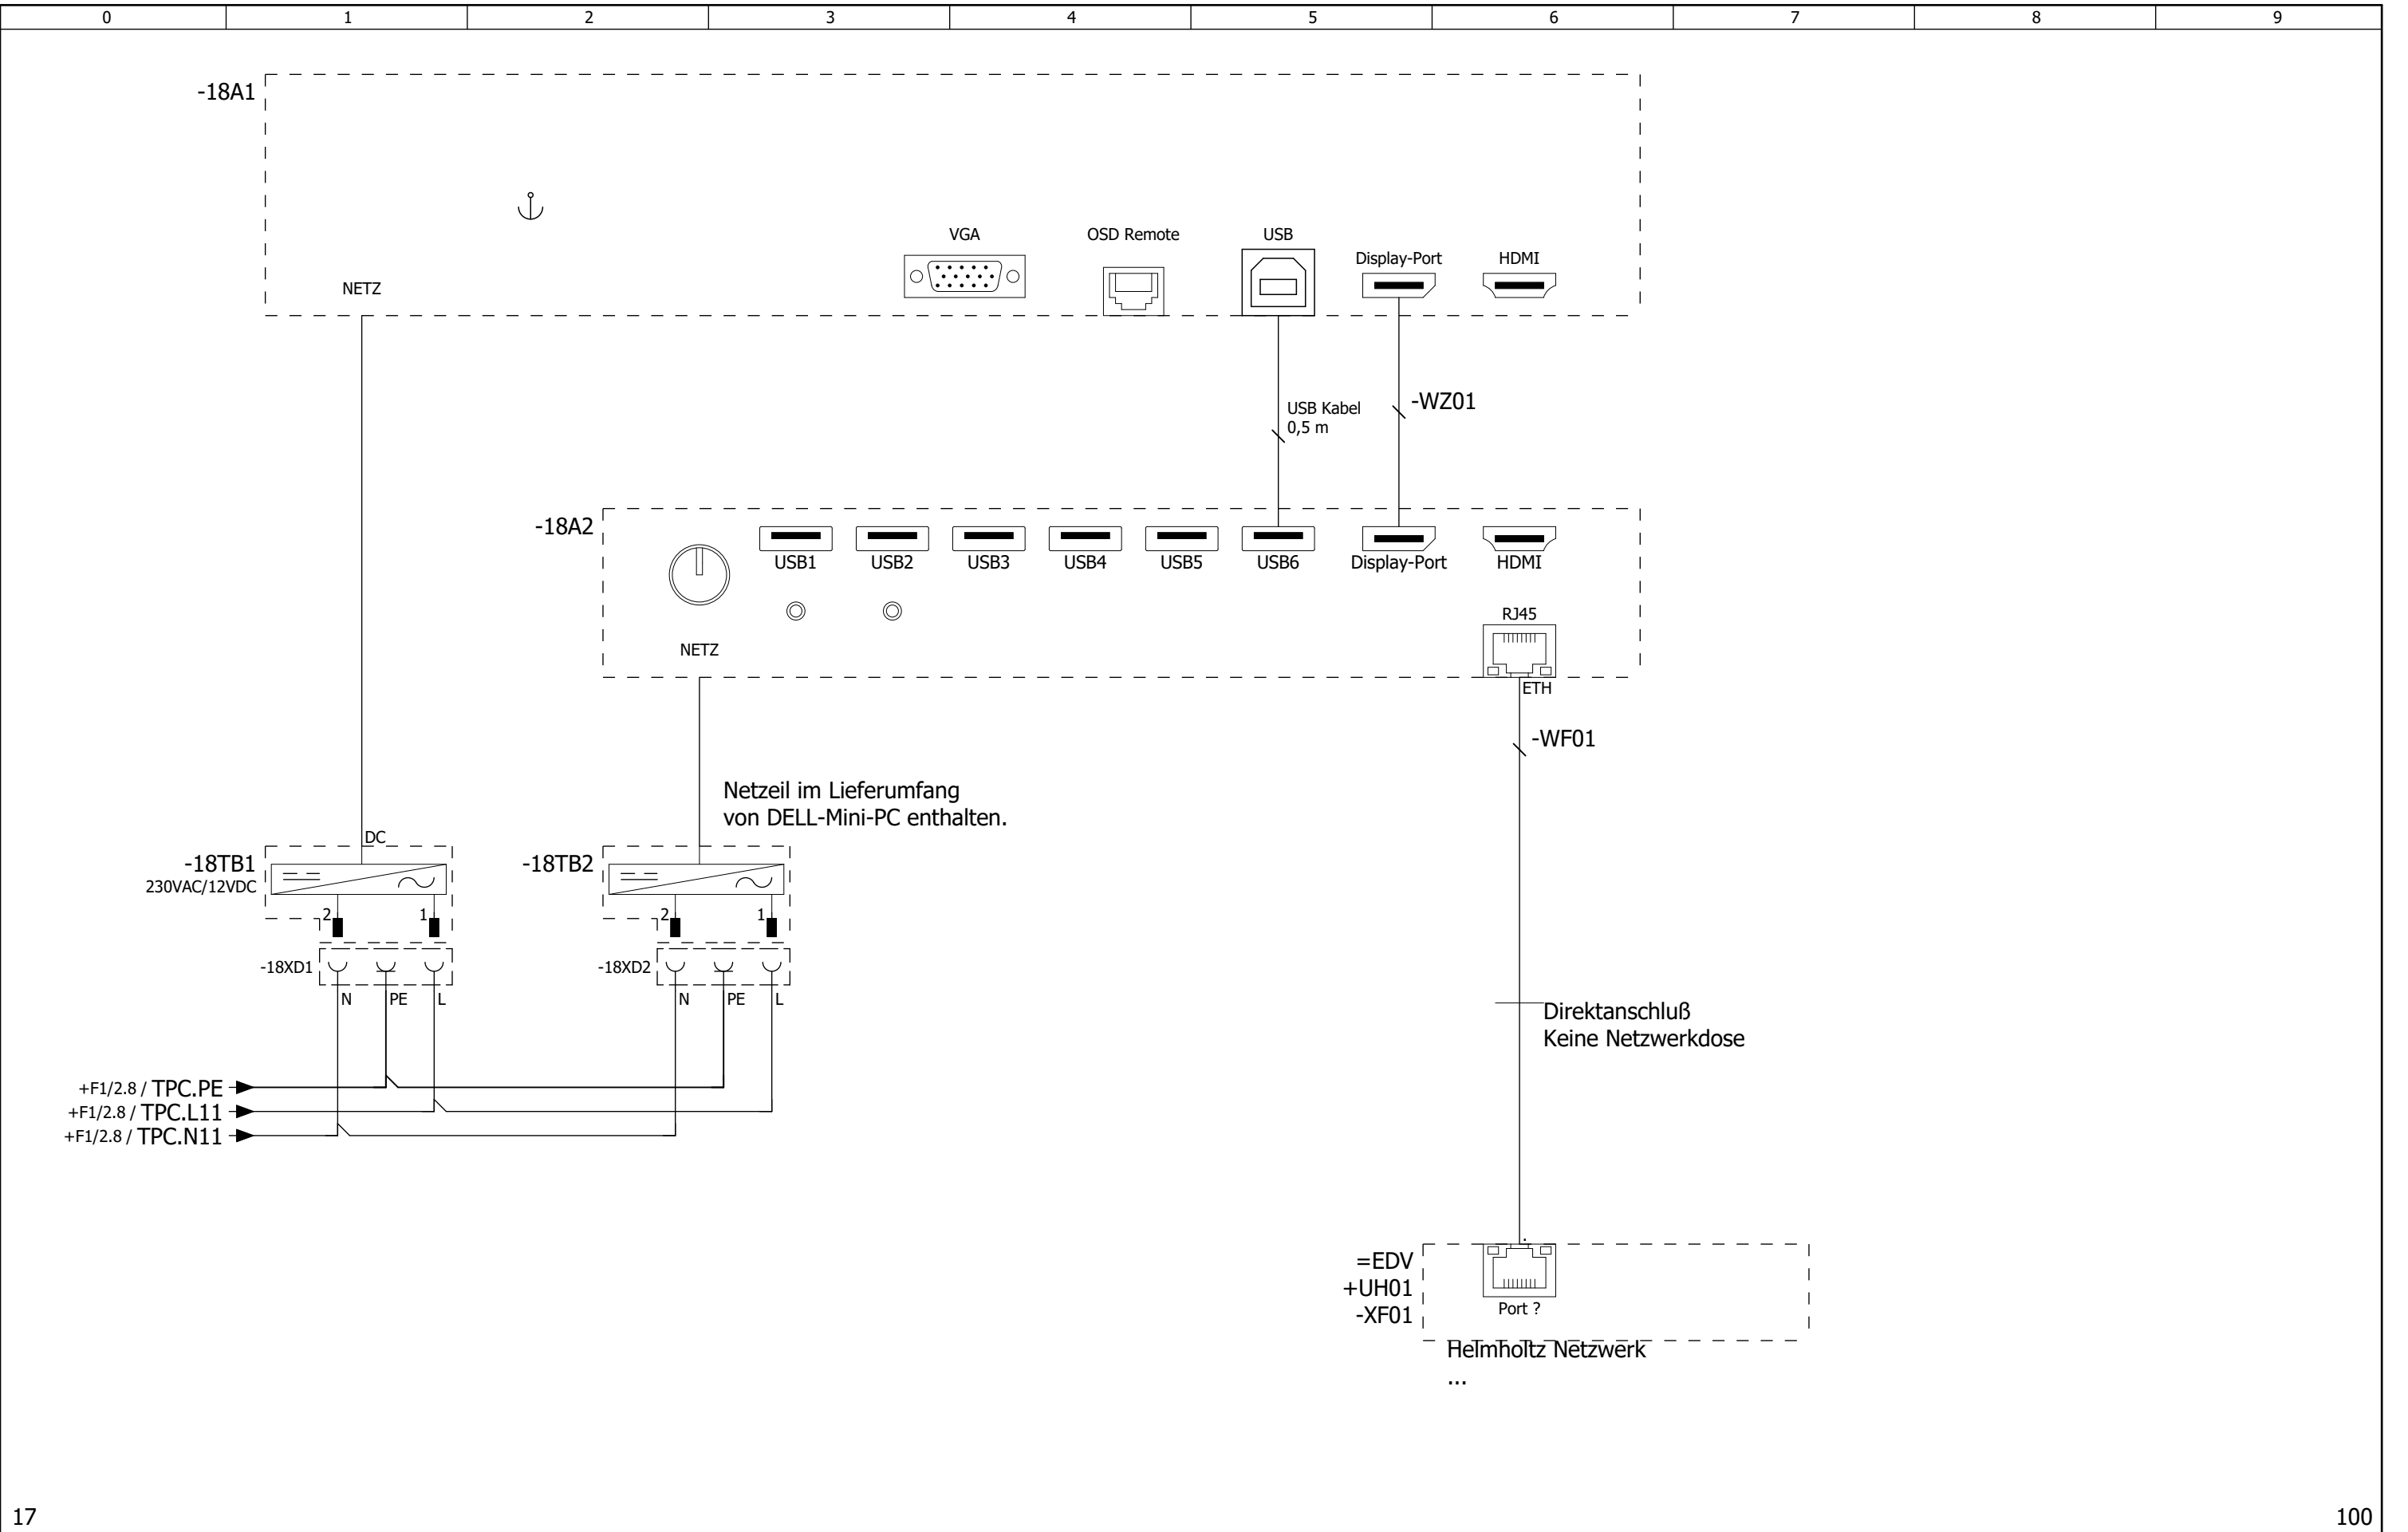 0 1 2 3 4 5 6 7 8 9
-18A1
VGA OSD Remote USB
Display-Port HDMI
NETZ
USB Kabel
0,5 m
-WZ01
-18A2
USB1 USB2 USB3 USB4 USB5 USB6 Display-Port HDMI
RJ45
NETZ
ETH
-WF01
Netzeil im Lieferumfang
von DELL-Mini-PC enthalten.
DC
-18TB1
230VAC/12VDC
-18TB2
2 1 2 1
-18XD1 -18XD2
N PE L N PE L
Direktanschluß
Keine Netzwerkdose
+F1/2.8 / TPC.PE
+F1/2.8 / TPC.L11
+F1/2.8 / TPC.N11
=EDV
+UH01
-XF01
Port ?
Helmholtz Netzwerk
...
17 100